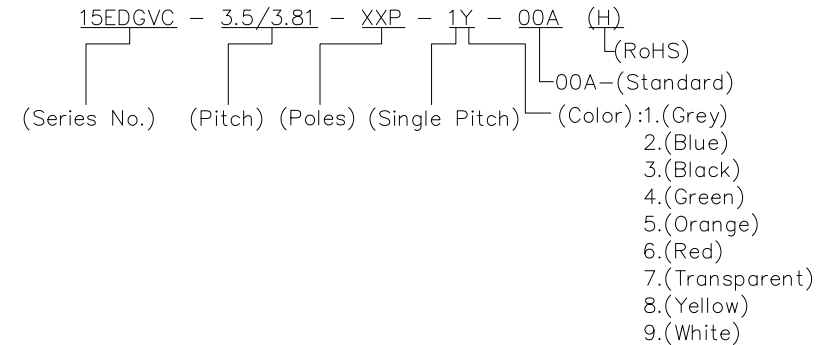 15EDGVC - 3.5/3.81 - XXP - 1Y - 00A (H)
(RoHS)
00A-(Standard)
(Series No.) (Pitch) (Poles) (Single Pitch) (Color):1.(Grey)
2.(Blue)
3.(Black)
4.(Green)
5.(Orange)
6.(Red)
7.(Transparent)
8.(Yellow)
9.(White)